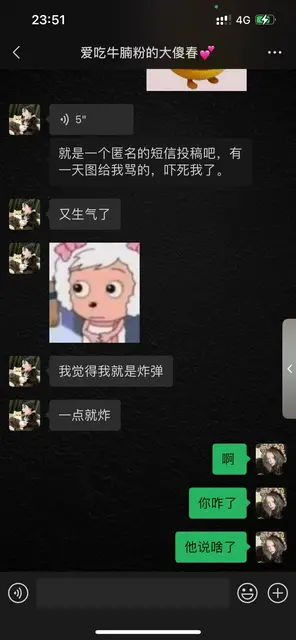 23:51
4G
爱吃牛腩粉的大傻春💕
5"
就是一个匿名的短信投稿吧，有
一天图给我骂的，吓死我了。
又生气了
我觉得我就是炸弹
一点就炸
啊
你咋了
他说啥了